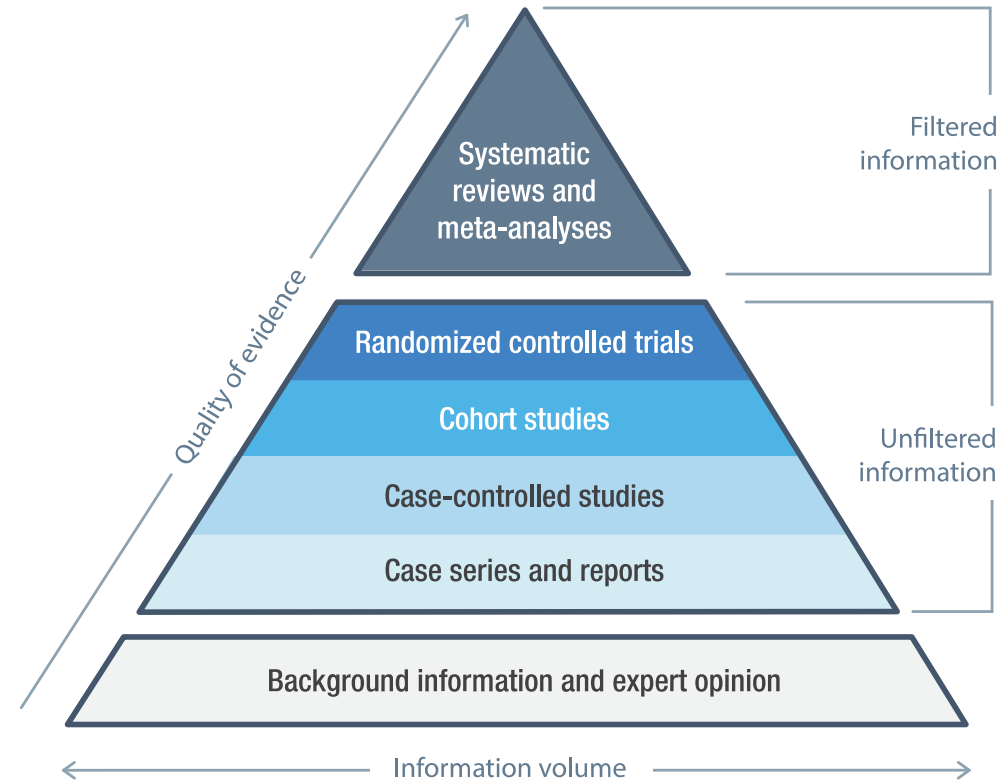 Systematic
reviews and
meta-analyses
Filtered
information
Quality of evidence
Randomized controlled trials
Cohort studies
Case-controlled studies
Case series and reports
Unfiltered
information
Background information and expert opinion
Information volume